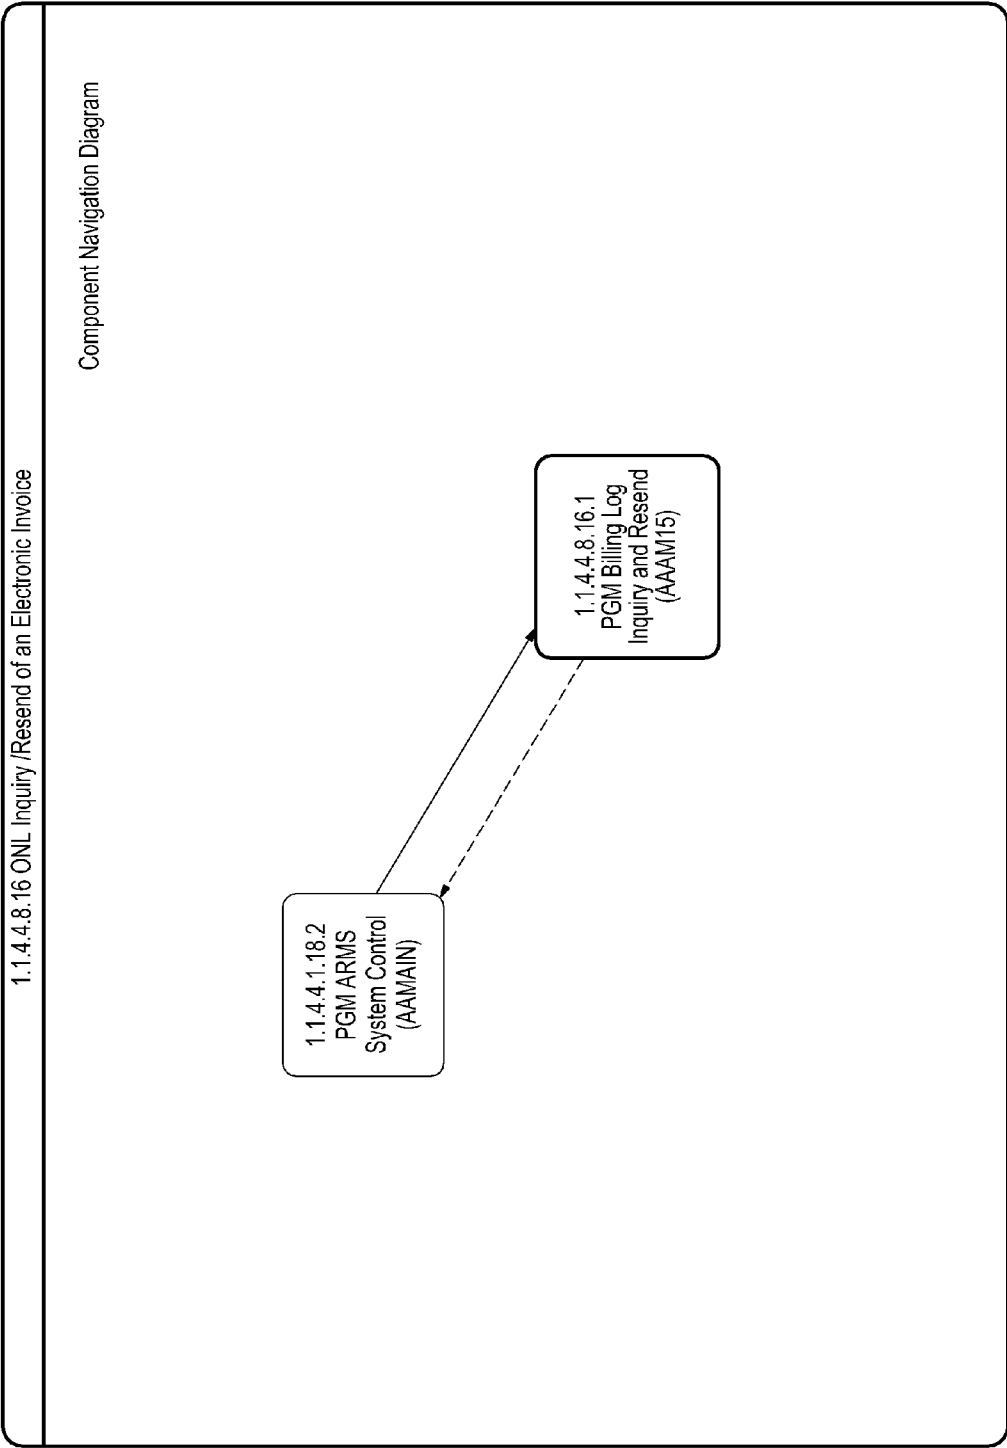 1.1.4.4.8.16 ONL Inquiry /Resend of an Electronic Invoice
Component Navigation Diagram
1.1.4.4.1.18.2
PGM ARMS
System Control
(AAMAIN)
1.1.4.4.8.16.1
PGM Billing Log
Inquiry and Resend
(AAAM15)